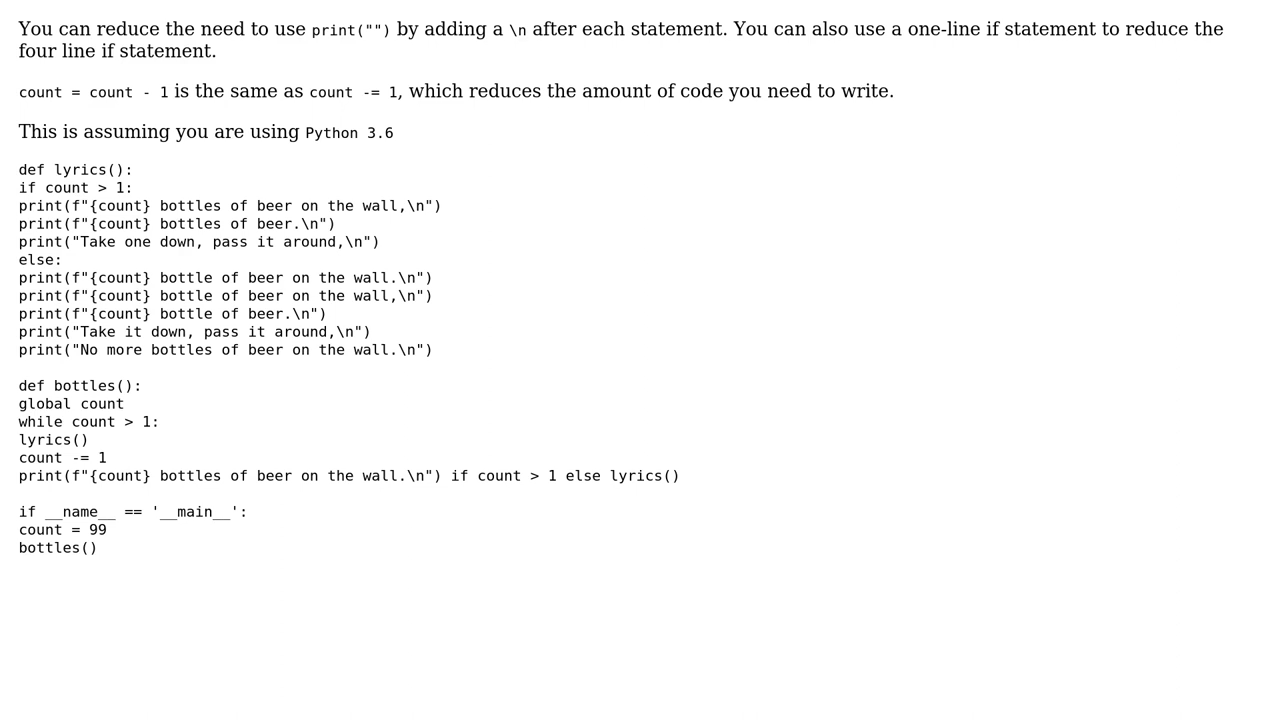 You can reduce the need to use print("") by adding a \n after each statement. You can also use a one-line if statement to reduce the
four line if statement.
count = count - 1 is the same as count -= 1, which reduces the amount of code you need to write.
This is assuming you are using Python 3.6
def lyrics():
if count > 1:
print(f"{count} bottles of beer on the wall,\n")
print(f"{count} bottles of beer.\n")
print("Take one down, pass it around,\n")
else:
print(f"{count} bottle of beer on the wall.\n")
print(f"{count} bottle of beer on the wall,\n")
print(f"{count} bottle of beer.\n")
print("Take it down, pass it around,\n")
print("No more bottles of beer on the wall.\n")
def bottles():
global count
while count > 1:
lyrics()
count -= 1
print(f"{count} bottles of beer on the wall.\n") if count > 1 else lyrics()
if __name__ == '__main__':
count = 99
bottles()